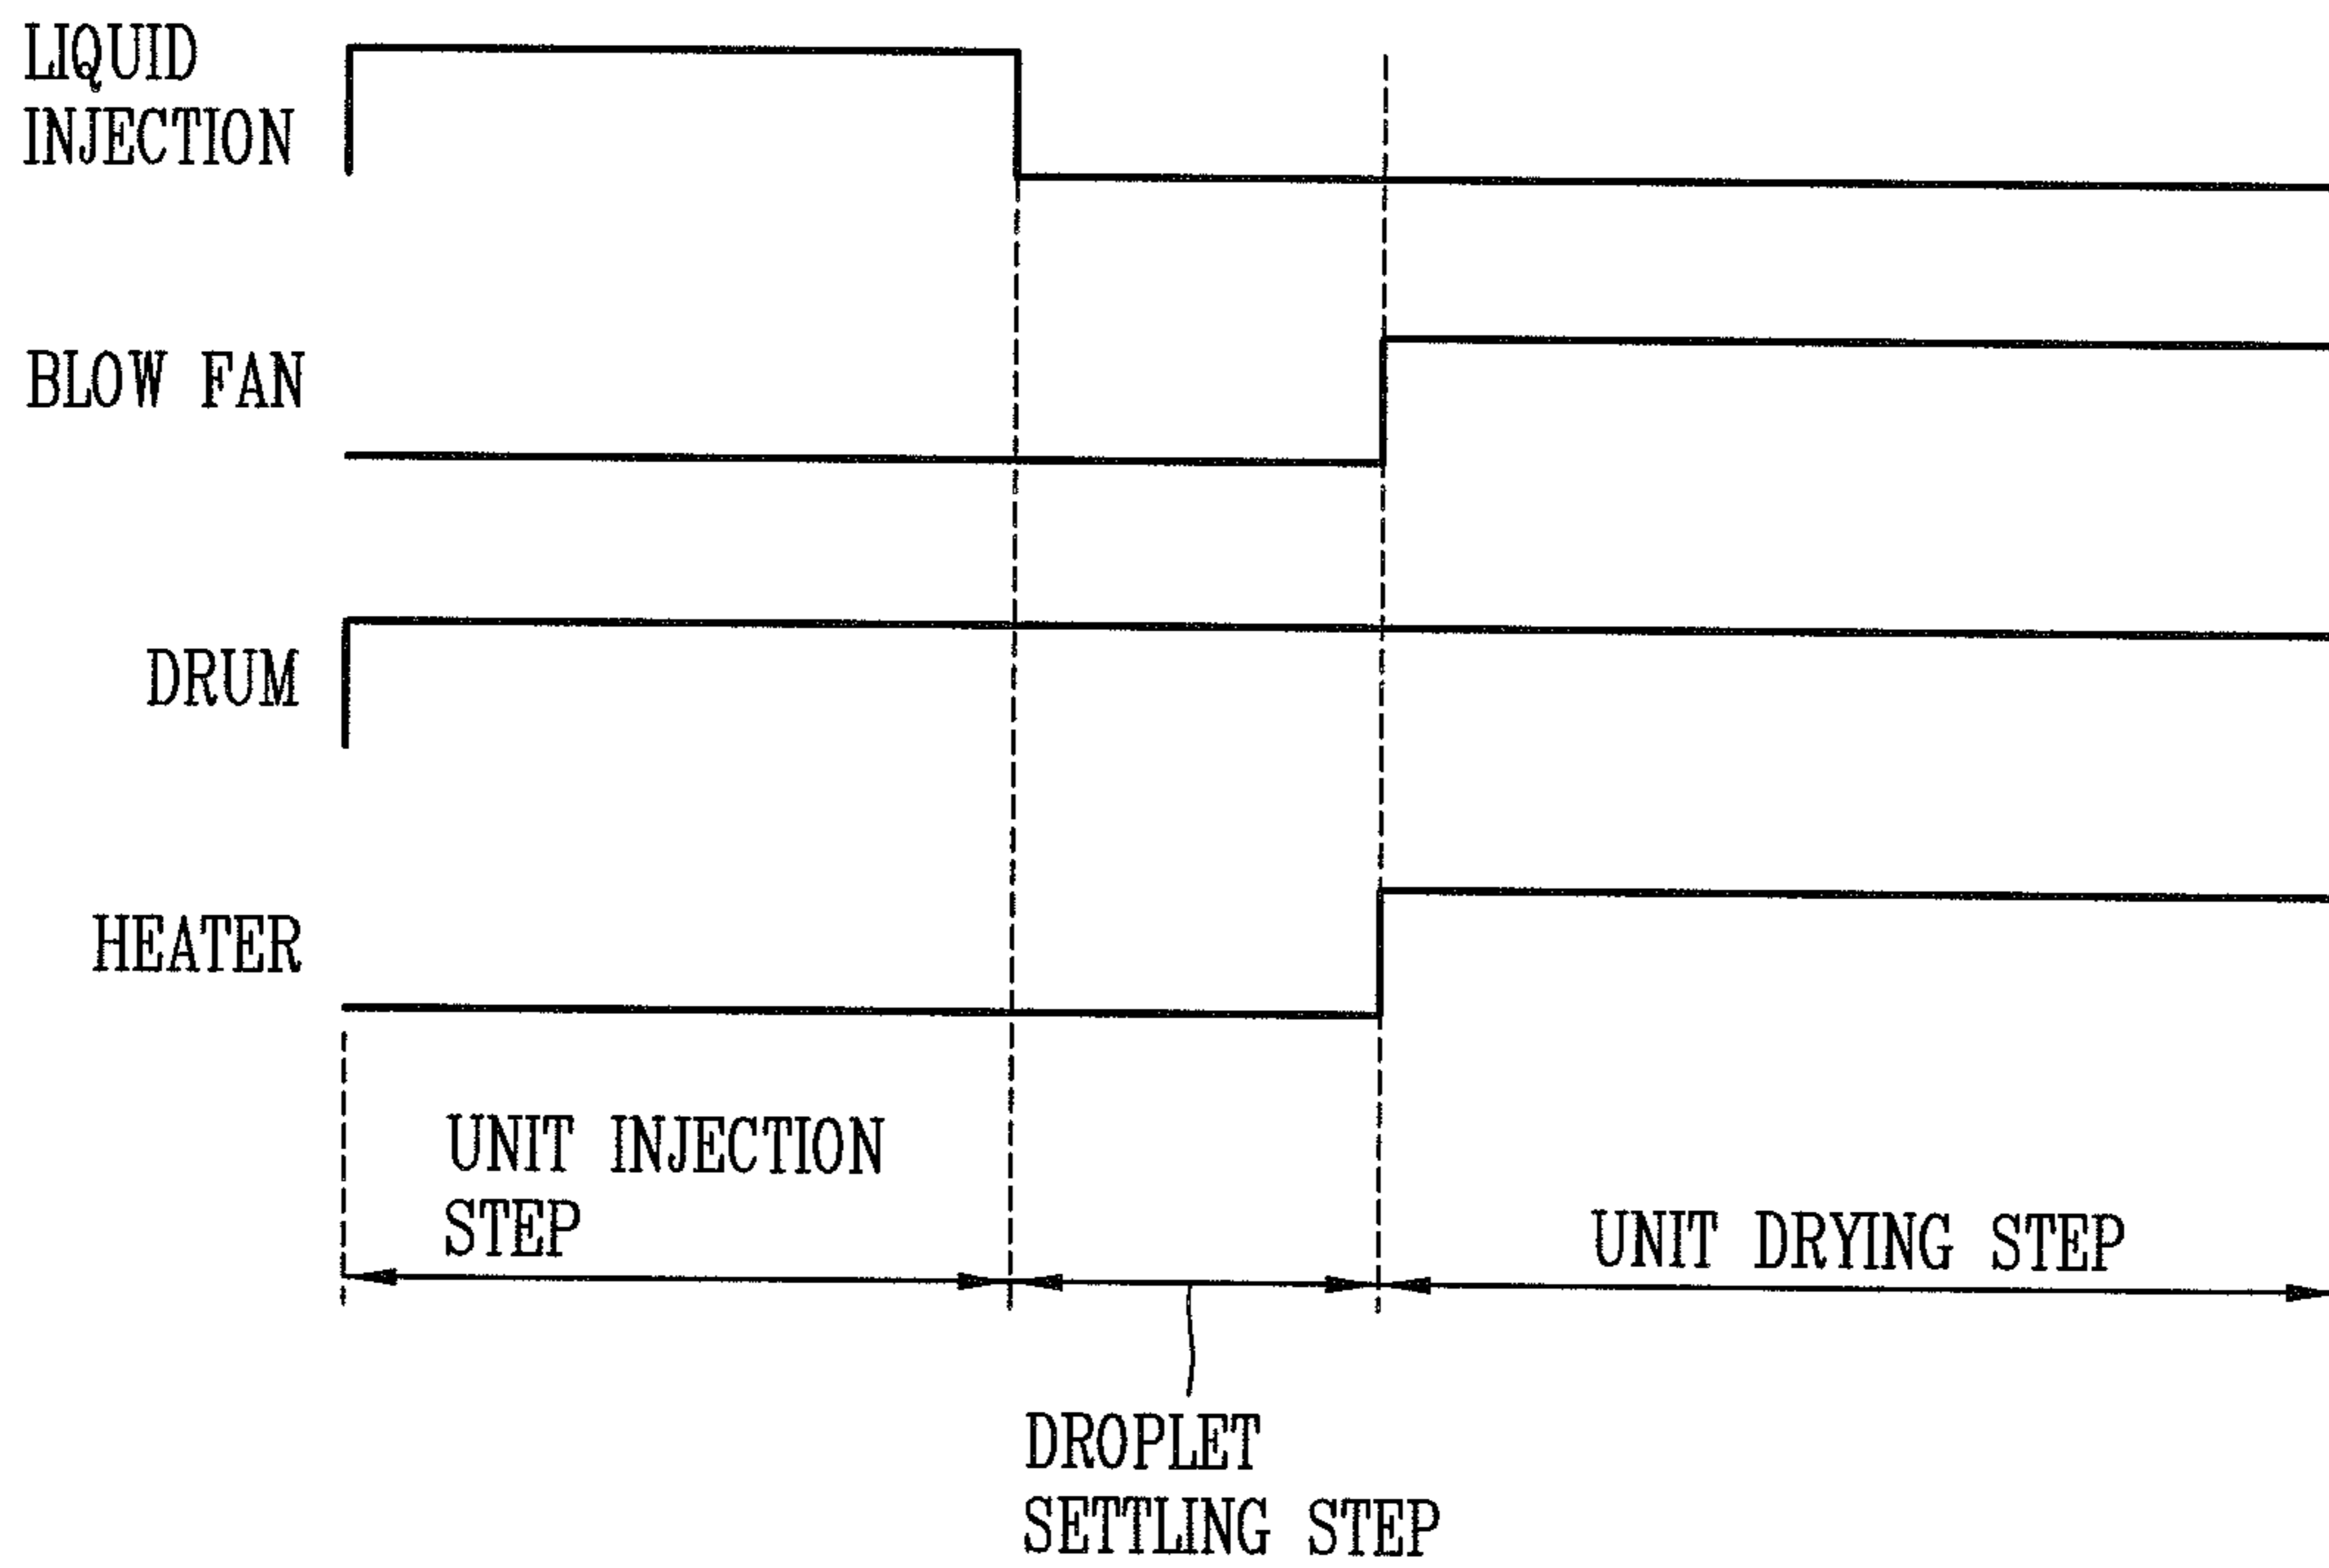 LIQUID
INJECTION
BLOW FAN
DRUM
HEATER
UNIT INJECTION
STEP
UNIT DRYING STEP
DROPLET
SETTLING STEP